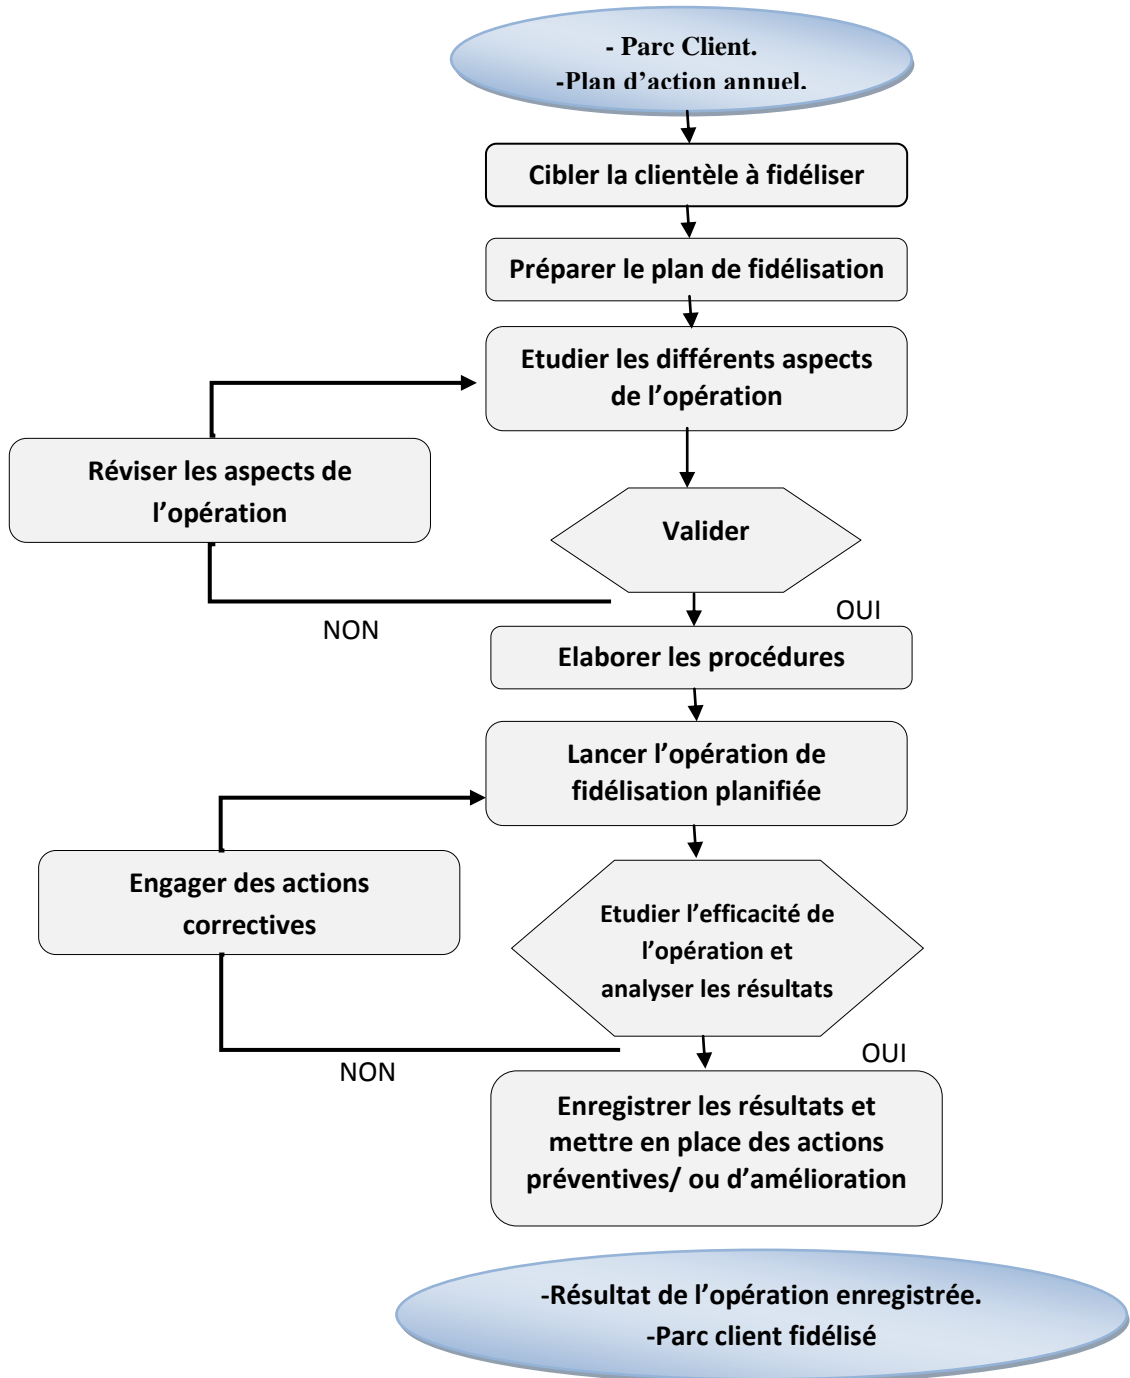 - Parc Client.
-Plan d’action annuel.
Cibler la clientèle à fidéliser
Préparer le plan de fidélisation
Etudier les différents aspects
de l’opération
Réviser les aspects de
l’opération
Valider
NON
OUI
Elaborer les procédures
Lancer l’opération de
fidélisation planifiée
Engager des actions
correctives
Etudier l’efficacité de
l’opération et
analyser les résultats
NON
OUI
Enregistrer les résultats et
mettre en place des actions
préventives/ ou d’amélioration
-Résultat de l’opération enregistrée.
-Parc client fidélisé